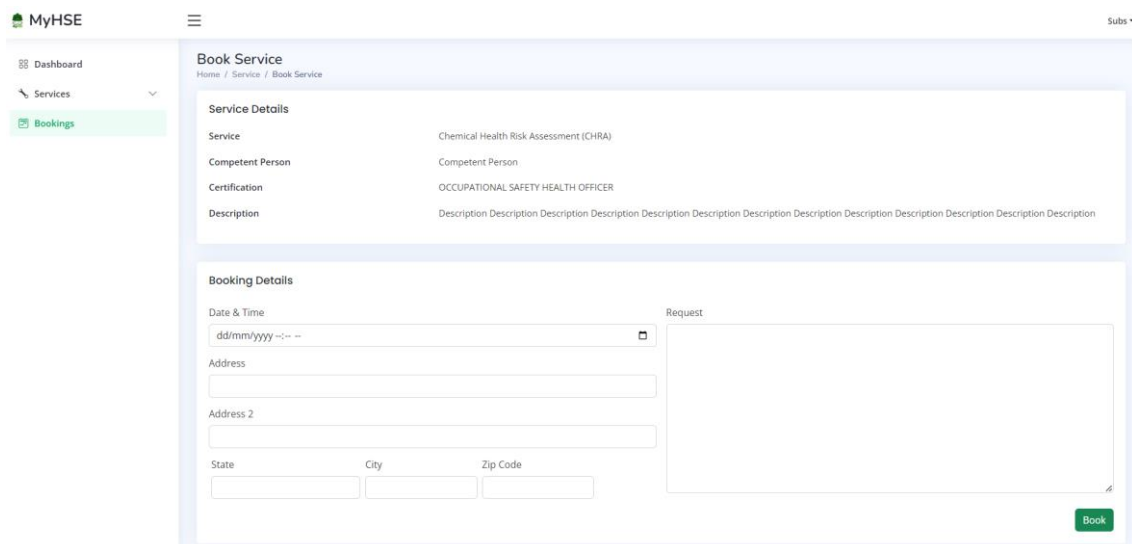 MyHSE
Subs
Dashboard
Services
Bookings
Book Service
Home / Service / Book Service
Service Details
Service Chemical Health Risk Assessment (CHRA)
Competent Person Competent Person
Certification OCCUPATIONAL SAFETY HEALTH OFFICER
Description Description Description Description Description Description Description Description Description Description Description Description Description Description
Booking Details
Date & Time
dd/mm/yyyy --:-- --
Address
Address 2
State City Zip Code
Request
Book